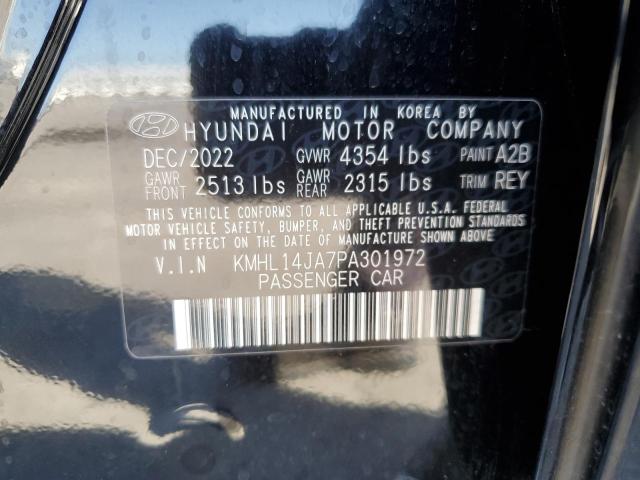 MANUFACTURED IN KOREA BY
HYUNDAI MOTOR COMPANY
DEC/2022 GVWR 4354 lbs PAINT A2B
GAWR FRONT 2513 lbs GAWR REAR 2315 lbs TRIM REY
THIS VEHICLE CONFORMS TO ALL APPLICABLE U.S.A. FEDERAL
MOTOR VEHICLE SAFETY, BUMPER, AND THEFT PREVENTION STANDARDS
IN EFFECT ON THE DATE OF MANUFACTURE SHOWN ABOVE.
V.I.N KMHL14JA7PA301972
PASSENGER CAR